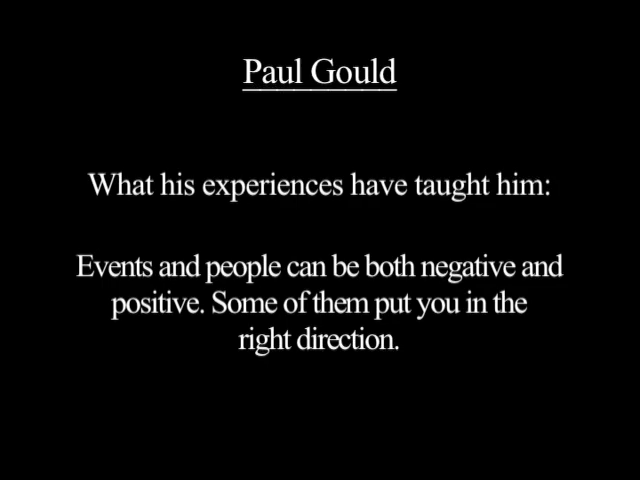 Paul Gould
What his experiences have taught him:
Events and people can be both negative and
positive. Some of them put you in the
right direction.